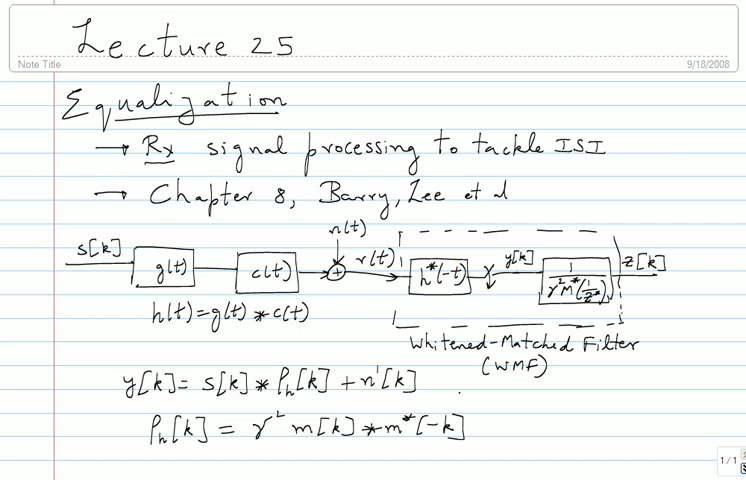 Lecture 25
Note Title
9/18/2008
Equalization
→ Rx signal processing to tackle ISI
→ Chapter 8, Barry, Lee et al
n(t)
s[k] g(t) c(t) + r(t) h*(-t) y[k] 1/(γ²M*(1/z*)) z[k]
h(t)=g(t) * c(t)
Whitened-Matched Filter
(WMF)
y[k] = s[k] * ρh[k] + n'[k]
ρh[k] = γ² m[k] * m*[-k]
1/1